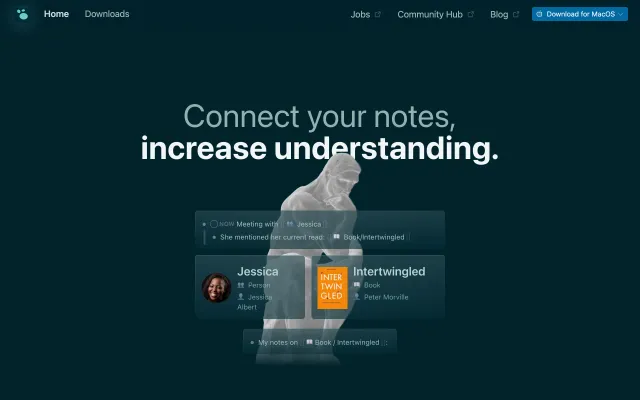 Home Downloads Jobs Community Hub Blog Download for MacOS
Connect your notes,
increase understanding.
NOW Meeting with Jessica
She mentioned her current read: Book/Intertwingled
Jessica
Person
Jessica
Albert
INTER
TWIN
GLED
Intertwingled
Book
Peter Morville
My notes on Book / Intertwingled